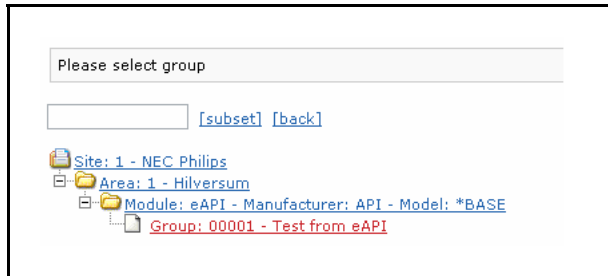 Please select group
[subset] [back]
Site: 1 - NEC Philips
Area: 1 - Hilversum
Module: eAPI - Manufacturer: API - Model: *BASE
Group: 00001 - Test from eAPI